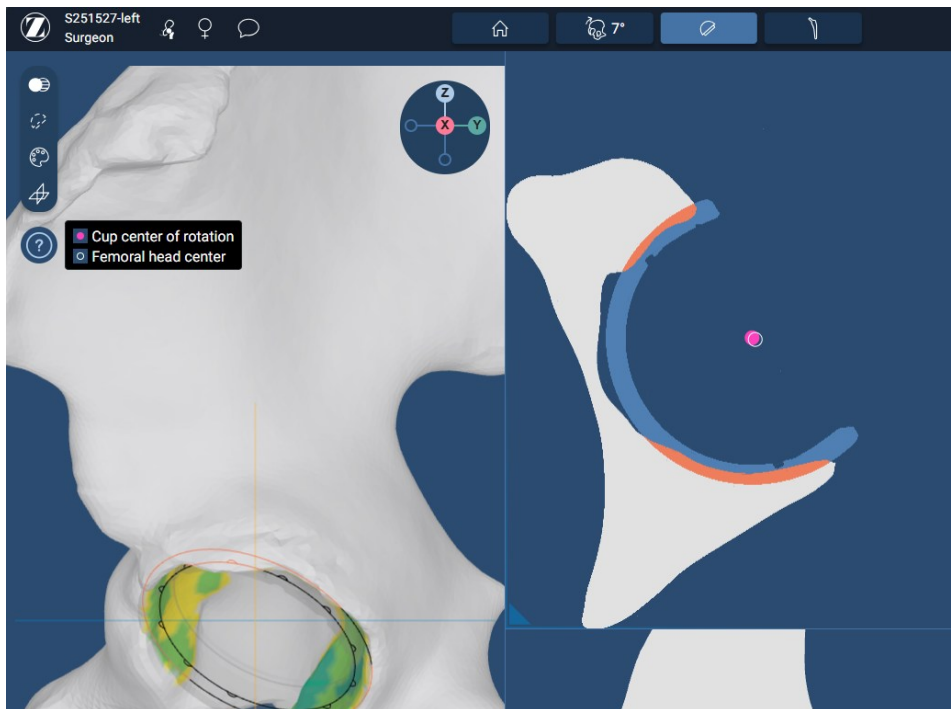 S251527-left
Surgeon
7°
Z
X
Y
?
Cup center of rotation
Femoral head center